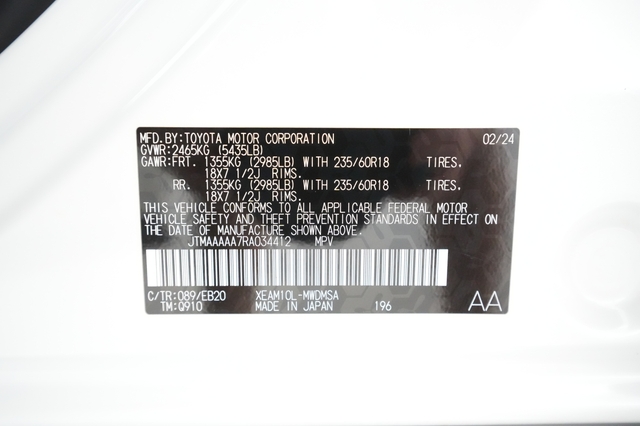 MFD.BY:TOYOTA MOTOR CORPORATION 02/24
GVWR:2465KG (5435LB)
GAWR:FRT. 1355KG (2985LB) WITH 235/60R18 TIRES.
18X7 1/2J RIMS.
RR. 1355KG (2985LB) WITH 235/60R18 TIRES.
18X7 1/2J RIMS.
THIS VEHICLE CONFORMS TO ALL APPLICABLE FEDERAL MOTOR
VEHICLE SAFETY AND THEFT PREVENTION STANDARDS IN EFFECT ON
THE DATE OF MANUFACTURE SHOWN ABOVE.
JTMAAAAA7RA034412 MPV
C/TR:089/EB20 XEAM10L-MWDMSA AA
TM:Q910 MADE IN JAPAN 196